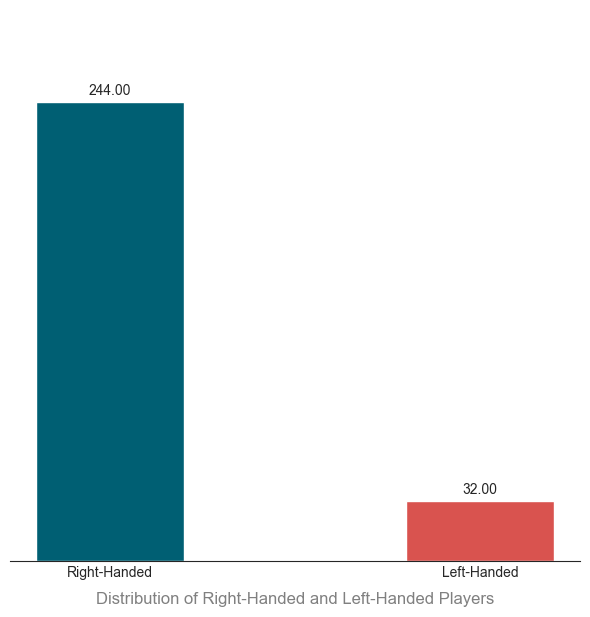 244.00
32.00
Right-Handed
Left-Handed
Distribution of Right-Handed and Left-Handed Players